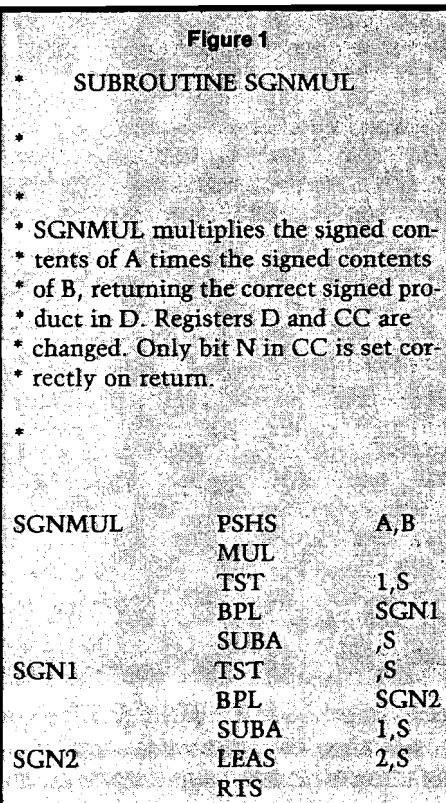 Figure 1
* SUBROUTINE SGNMUL
*
*
* SGNMUL multiplies the signed con-
* tents of A times the signed contents
* of B, returning the correct signed pro-
* duct in D. Registers D and CC are
* changed. Only bit N in CC is set cor-
* rectly on return.
*
SGNMUL PSHS A,B
MUL
TST 1,S
BPL SGN1
SUBA ,S
SGN1 TST ,S
BPL SGN2
SUBA 1,S
SGN2 LEAS 2,S
RTS